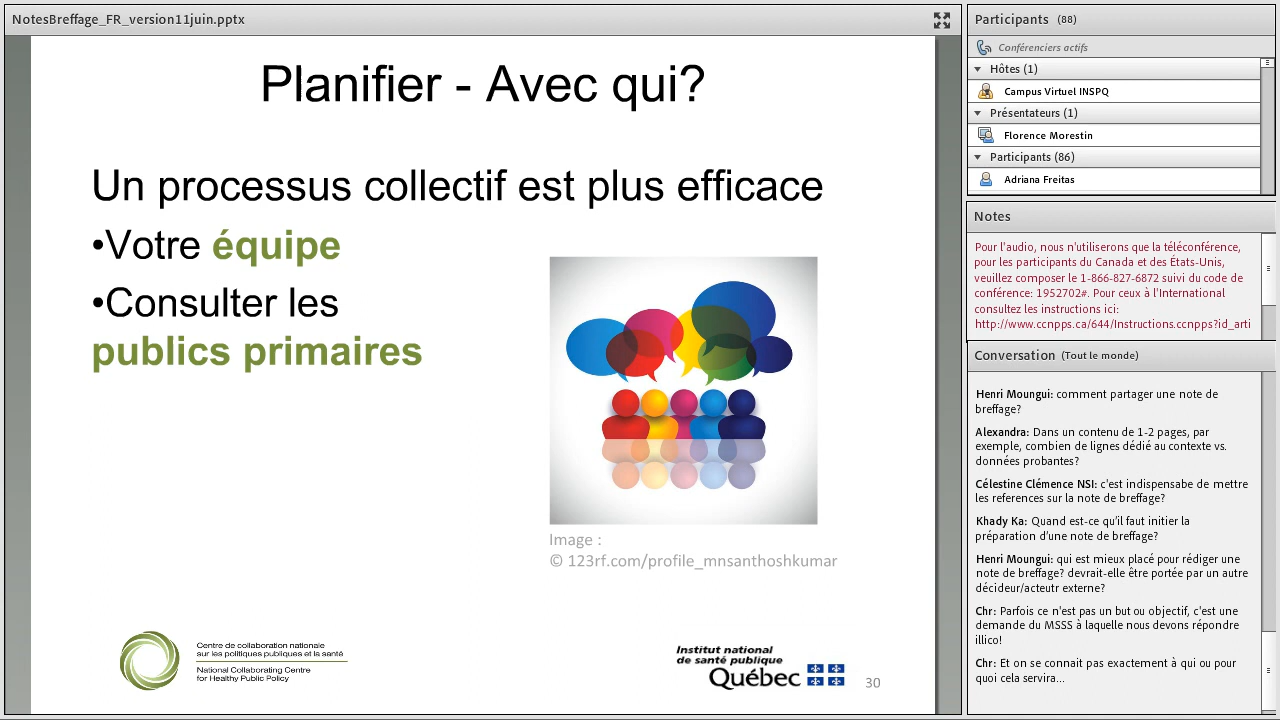 NotesBreffage_FR_version11juin.pptx
Planifier - Avec qui?
Un processus collectif est plus efficace
•Votre équipe
•Consulter les
publics primaires
Image :
© 123rf.com/profile_mnsanthoshkumar
Centre de collaboration nationale
sur les politiques publiques et la santé
National Collaborating Centre
for Healthy Public Policy
Institut national
de santé publique
Québec
30
Participants (88)
Conférenciers actifs
Hôtes (1)
Campus Virtuel INSPQ
Présentateurs (1)
Florence Morestin
Participants (86)
Adriana Freitas
Notes
Pour l'audio, nous n'utiliserons que la téléconférence,
pour les participants du Canada et des États-Unis,
veuillez composer le 1-866-827-6872 suivi du code de
conférence: 1952702#. Pour ceux à l'International
consultez les instructions ici:
http://www.ccnpps.ca/644/Instructions.ccnpps?id_arti
Conversation (Tout le monde)
Henri Moungui: comment partager une note de
breffage?
Alexandra: Dans un contenu de 1-2 pages, par
exemple, combien de lignes dédié au contexte vs.
données probantes?
Célestine Clémence NSI: c'est indispensabe de mettre
les references sur la note de breffage?
Khady Ka: Quand est-ce qu'il faut initier la
préparation d'une note de breffage?
Henri Moungui: qui est mieux placé pour rédiger une
note de breffage? devrait-elle être portée par un autre
décideur/acteutr externe?
Chr: Parfois ce n'est pas un but ou objectif, c'est une
demande du MSSS à laquelle nous devons répondre
illico!
Chr: Et on se connait pas exactement à qui ou pour
quoi cela servira...